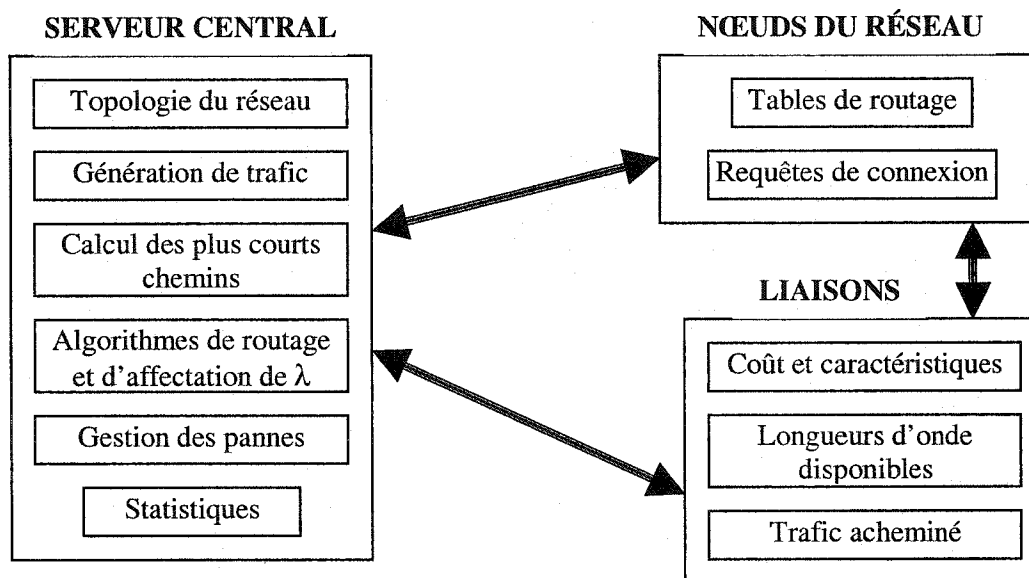 SERVEUR CENTRAL
Topologie du réseau
Génération de trafic
Calcul des plus courts
chemins
Algorithmes de routage
et d'affectation de λ
Gestion des pannes
Statistiques
NŒUDS DU RÉSEAU
Tables de routage
Requêtes de connexion
LIAISONS
Coût et caractéristiques
Longueurs d'onde
disponibles
Trafic acheminé